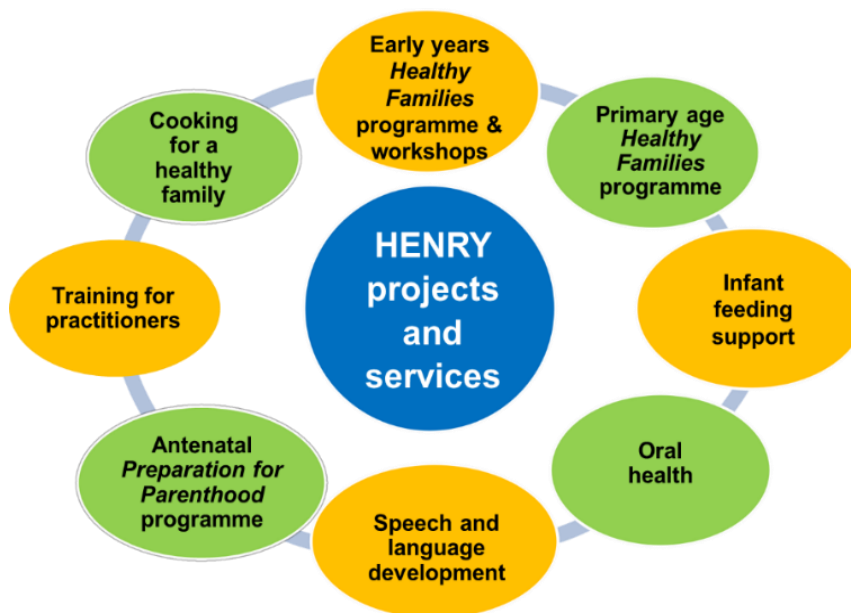 Early years
Healthy
Families
programme &
workshops
Primary age
Healthy
Families
programme
Infant
feeding
support
Oral
health
Speech and
language
development
Antenatal
Preparation for
Parenthood
programme
Training for
practitioners
Cooking
for a
healthy
family
HENRY
projects
and
services